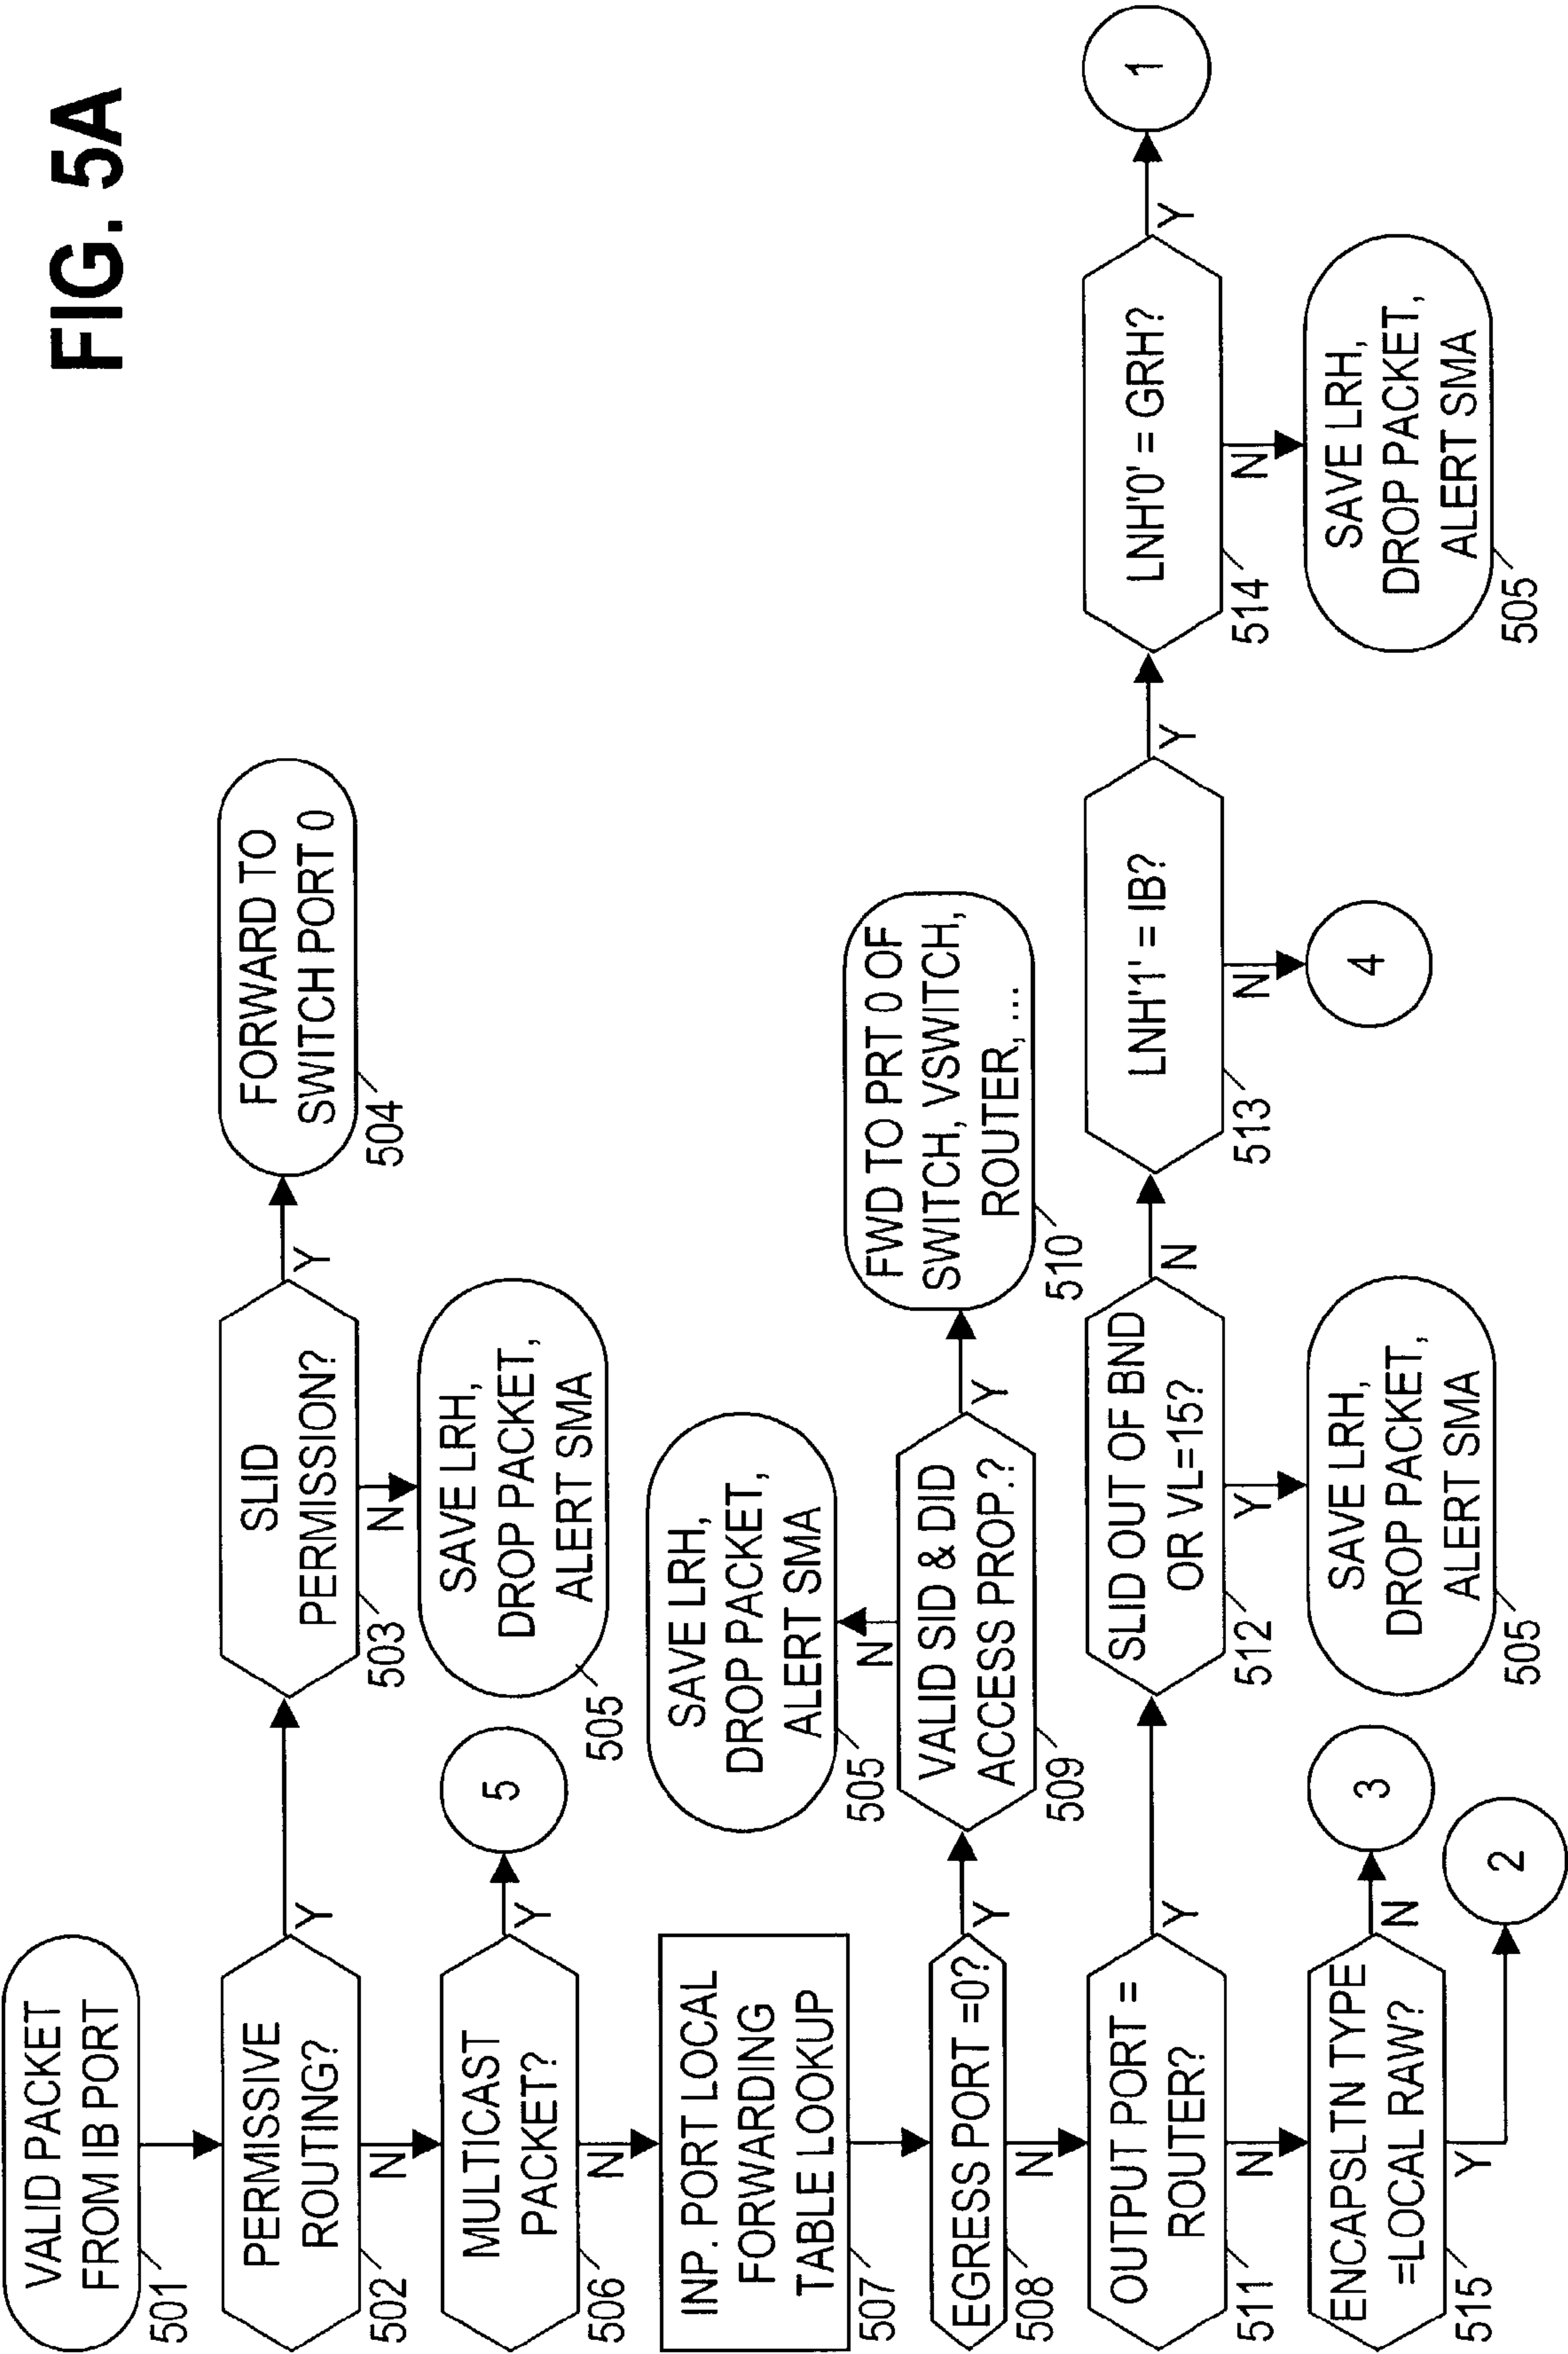 FIG. 5A
VALID PACKET
FROM IB PORT
501
PERMISSIVE
ROUTING?
502
Y
N
SLID
PERMISSION?
503
Y
N
FORWARD TO
SWITCH PORT 0
504
SAVE LRH,
DROP PACKET,
ALERT SMA
505
MULTICAST
PACKET?
506
Y
N
5
INP. PORT LOCAL
FORWARDING
TABLE LOOKUP
507
EGRESS PORT =0?
508
Y
N
SAVE LRH,
DROP PACKET,
ALERT SMA
505
N
VALID SID & DID
ACCESS PROP.?
509
Y
FWD TO PRT 0 OF
SWITCH, VSWITCH,
ROUTER, ...
510
OUTPUT PORT =
ROUTER?
511
Y
N
SLID OUT OF BND
OR VL=15?
512
N
Y
SAVE LRH,
DROP PACKET,
ALERT SMA
505
LNH'1' = IB?
513
Y
N
4
LNH'0' = GRH?
514
Y
N
1
SAVE LRH,
DROP PACKET,
ALERT SMA
505
ENCAPSLTN TYPE
=LOCAL RAW?
515
N
Y
3
2